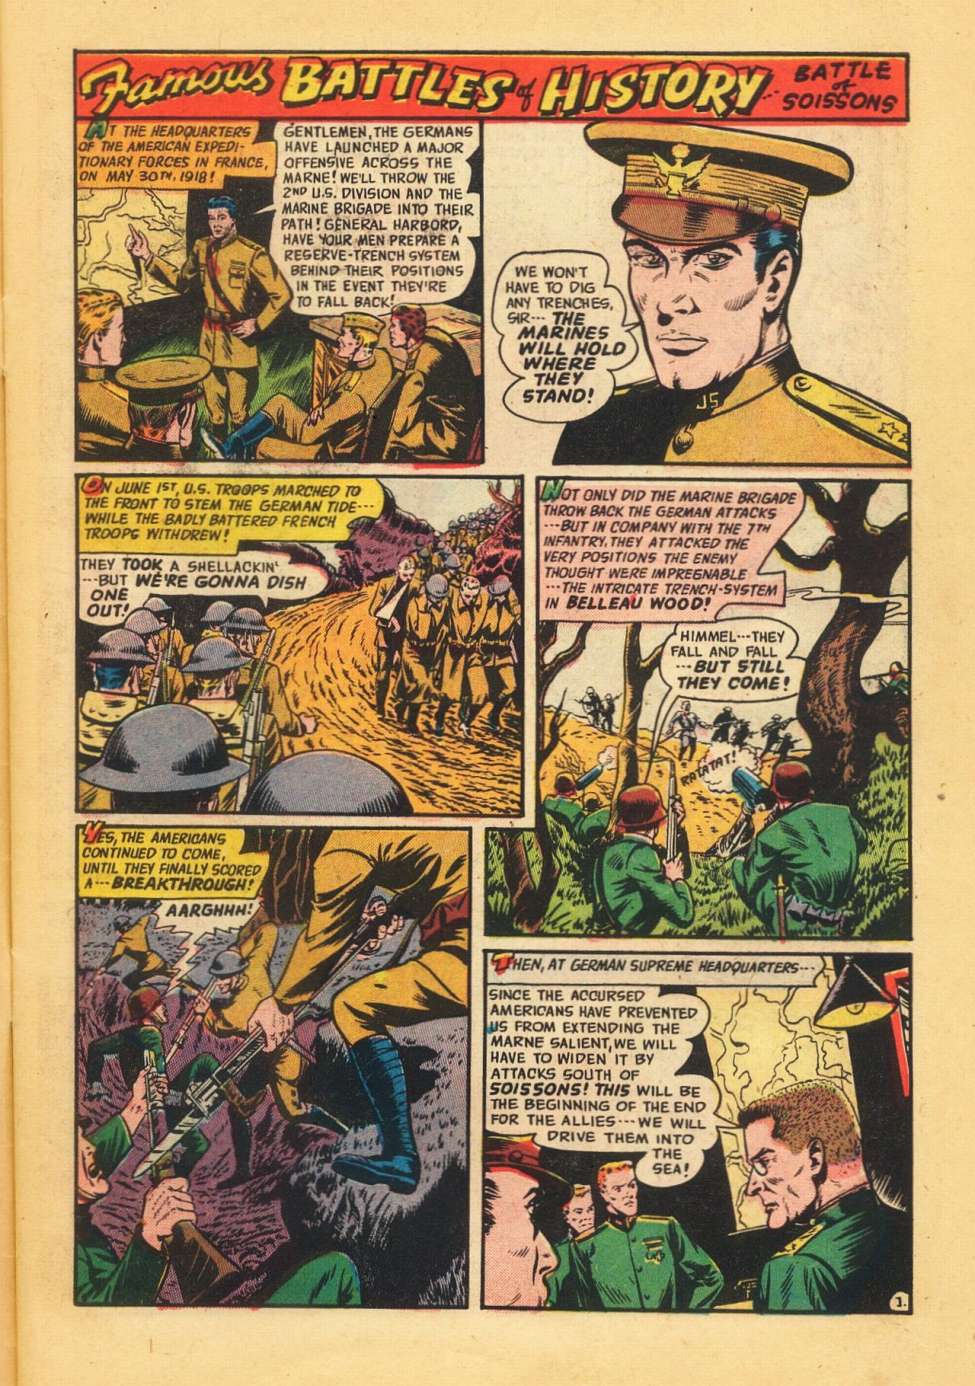 Famous BATTLES of HISTORY...
BATTLE
of
SOISSONS
AT THE HEADQUARTERS
OF THE AMERICAN EXPEDI-
TIONARY FORCES IN FRANCE,
ON MAY 30TH, 1918!
GENTLEMEN, THE GERMANS
HAVE LAUNCHED A MAJOR
OFFENSIVE ACROSS THE
MARNE! WE'LL THROW THE
2ND U.S. DIVISION AND THE
MARINE BRIGADE INTO THEIR
PATH! GENERAL HARBORD,
HAVE YOUR MEN PREPARE A
RESERVE-TRENCH SYSTEM
BEHIND THEIR POSITIONS
IN THE EVENT THEY'RE
TO FALL BACK!
WE WON'T
HAVE TO DIG
ANY TRENCHES,
SIR--- THE
MARINES
WILL HOLD
WHERE
THEY
STAND!
ON JUNE 1ST, U.S. TROOPS MARCHED TO
THE FRONT TO STEM THE GERMAN TIDE---
WHILE THE BADLY BATTERED FRENCH
TROOPS WITHDREW!
THEY TOOK A SHELLACKIN'
---BUT WE'RE GONNA DISH
ONE
OUT!
NOT ONLY DID THE MARINE BRIGADE
THROW BACK THE GERMAN ATTACKS
---BUT IN COMPANY WITH THE 7TH
INFANTRY, THEY ATTACKED THE
VERY POSITIONS THE ENEMY
THOUGHT WERE IMPREGNABLE
---THE INTRICATE TRENCH-SYSTEM
IN BELLEAU WOOD!
HIMMEL---THEY
FALL AND FALL
---BUT STILL
THEY COME!
RATATAT!
YES, THE AMERICANS
CONTINUED TO COME,
UNTIL THEY FINALLY SCORED
A---BREAKTHROUGH!
AARGHHH!
THEN, AT GERMAN SUPREME HEADQUARTERS---
SINCE THE ACCURSED
AMERICANS HAVE PREVENTED
US FROM EXTENDING THE
MARNE SALIENT, WE WILL
HAVE TO WIDEN IT BY
ATTACKS SOUTH OF
SOISSONS! THIS WILL BE
THE BEGINNING OF THE END
FOR THE ALLIES---WE WILL
DRIVE THEM INTO
THE
SEA!
1.